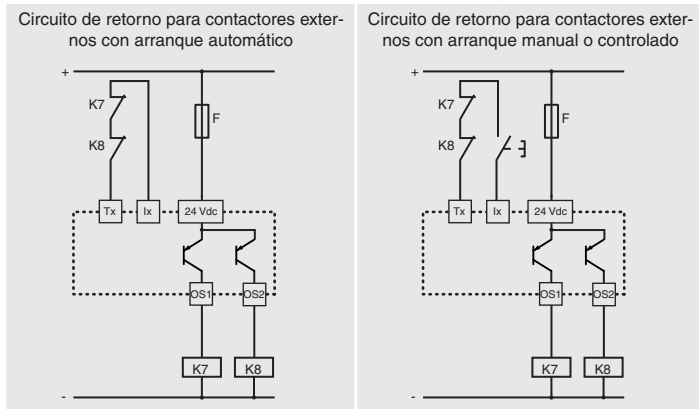 Circuito de retorno para contactores exter-
nos con arranque automático
+
K7
K8
F
Tx
Ix
24 Vdc
OS1
OS2
K7
K8
-
Circuito de retorno para contactores exter-
nos con arranque manual o controlado
+
K7
K8
F
Tx
Ix
24 Vdc
OS1
OS2
K7
K8
-